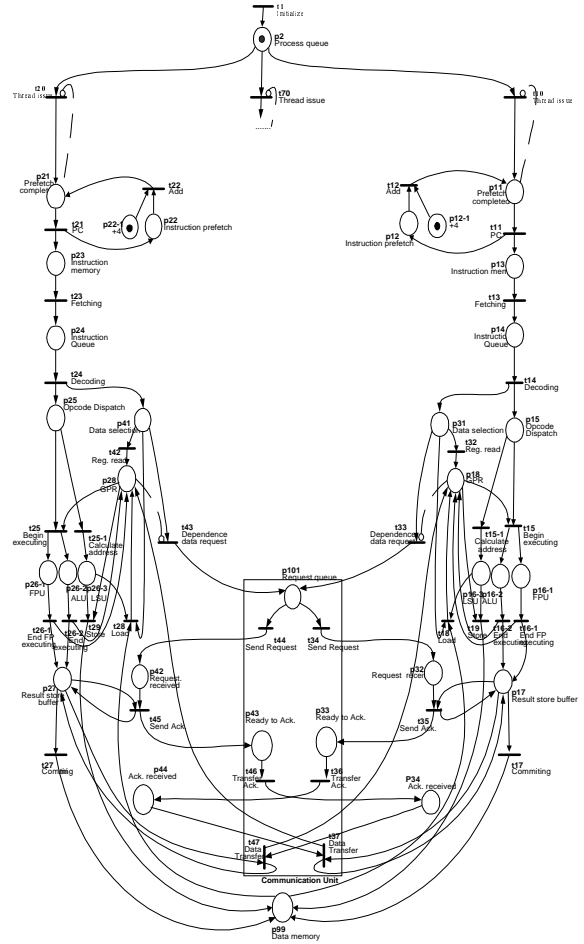 t1
Initialize
p2
Process queue
t20
Thread issue
t70
Thread issue
Thread issue
p21
Prefetch
t22
Add
t12
Add
p11
Prefetch
completed
t21
PC
p22-1
+4
p22
Instruction prefetch
p12
Instruction prefetch
p12-1
+4
t11
PC
p23
Instruction
memory
p13
t23
Fetching
t13
Fetching
p24
Instruction
Queue
p14
Queue
t24
Decoding
t14
Decoding
p25
Opcode Dispatch
p41
Data selection
p31
Data selection
p15
Opcode
Dispatch
t42
Reg. read
t32
Reg. read
p28
GPR
p18
GPR
t25
Begin
executing
t25-1
Calculate
address
t43
Dependence
data request
t33
Dependence
data request
t15-1
Calculate
address
t15
Begin
executing
p26-1
FPU
p26-2
ALU
p26-3
LSU
p101
Request queue
p16-3
LSU
p16-2
ALU
p16-1
FPU
t26-1
End FP
executing
t26-2
End
executing
t29
Store
t28
Load
t18
Load
t19
Store
t16-2
End
executing
t16-1
End FP
executing
t44
Send Request
t34
Send Request
p27
Result store
buffer
p42
Request
received
p32
Request
p17
Result store buffer
t45
Send Ack.
p43
Ready to Ack.
p33
Ready to Ack.
t35
Send Ack.
t27
t17
Commiting
p44
Ack. received
t46
Transfer
Ack.
t36
Transfer
Ack.
P34
Ack. received
t47
Data
Transfer
t37
Data
Transfer
Communication Unit
p99
Data memory